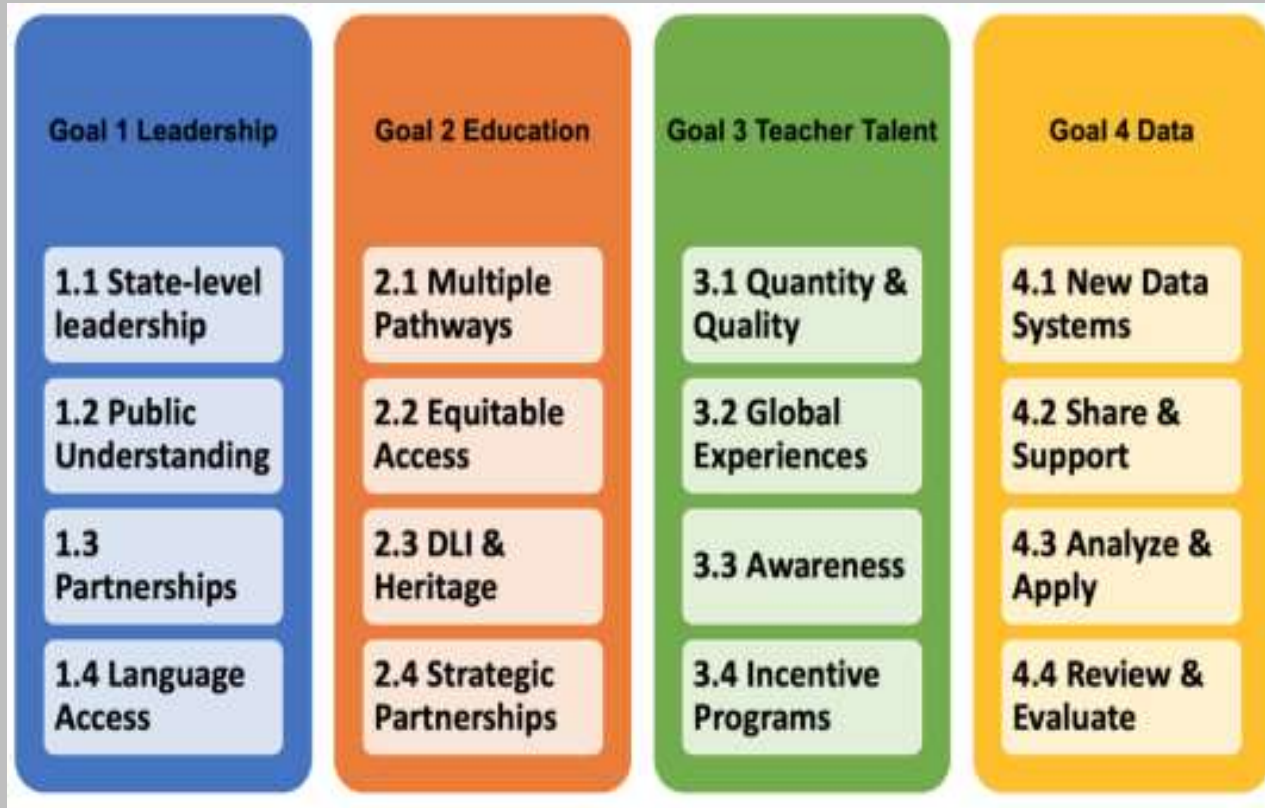 Goal 1 Leadership
1.1 State-level
leadership
1.2 Public
Understanding
1.3
Partnerships
1.4 Language
Access
Goal 2 Education
2.1 Multiple
Pathways
2.2 Equitable
Access
2.3 DLI &
Heritage
2.4 Strategic
Partnerships
Goal 3 Teacher Talent
3.1 Quantity &
Quality
3.2 Global
Experiences
3.3 Awareness
3.4 Incentive
Programs
Goal 4 Data
4.1 New Data
Systems
4.2 Share &
Support
4.3 Analyze &
Apply
4.4 Review &
Evaluate